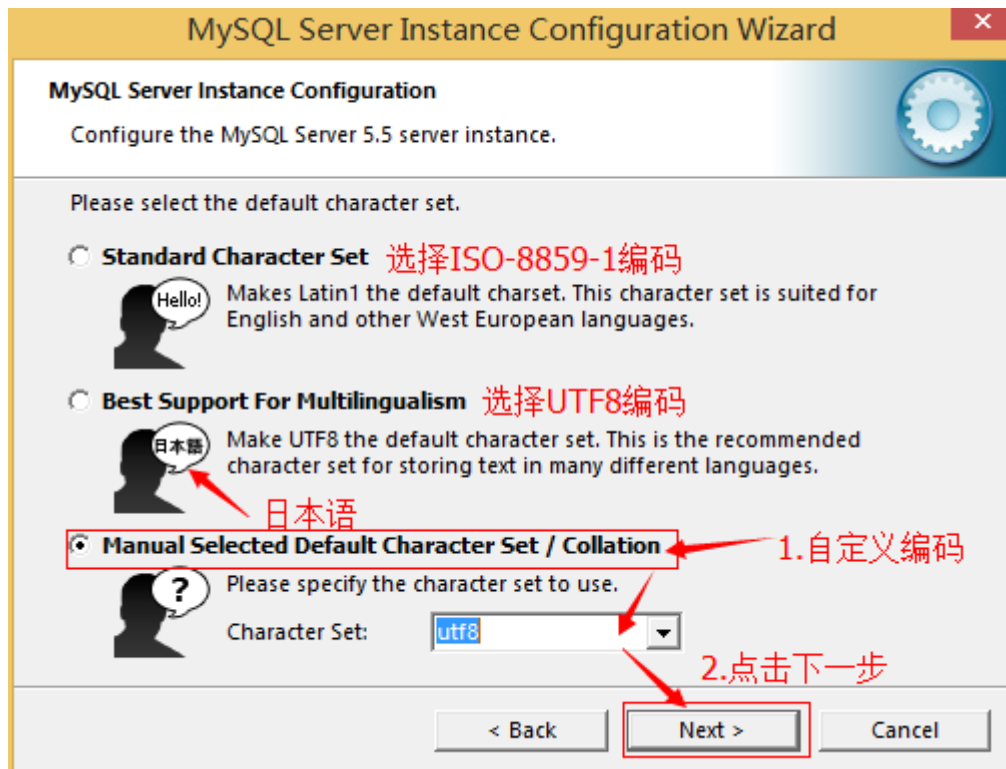 MySQL Server Instance Configuration Wizard
MySQL Server Instance Configuration
Configure the MySQL Server 5.5 server instance.
Please select the default character set.
Standard Character Set 选择ISO-8859-1编码
Hello!
Makes Latin1 the default charset. This character set is suited for
English and other West European languages.
Best Support For Multilingualism 选择UTF8编码
日本語
Make UTF8 the default character set. This is the recommended
character set for storing text in many different languages.
日本语
Manual Selected Default Character Set / Collation 1.自定义编码
?
Please specify the character set to use.
Character Set: utf8
2.点击下一步
< Back Next > Cancel